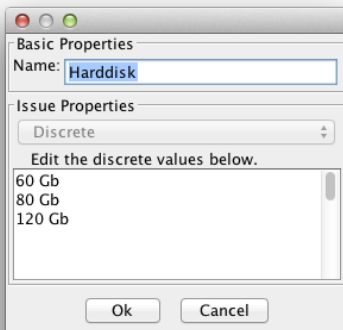 Basic Properties
Name: Harddisk
Issue Properties
Discrete
Edit the discrete values below.
60 Gb
80 Gb
120 Gb
Ok Cancel